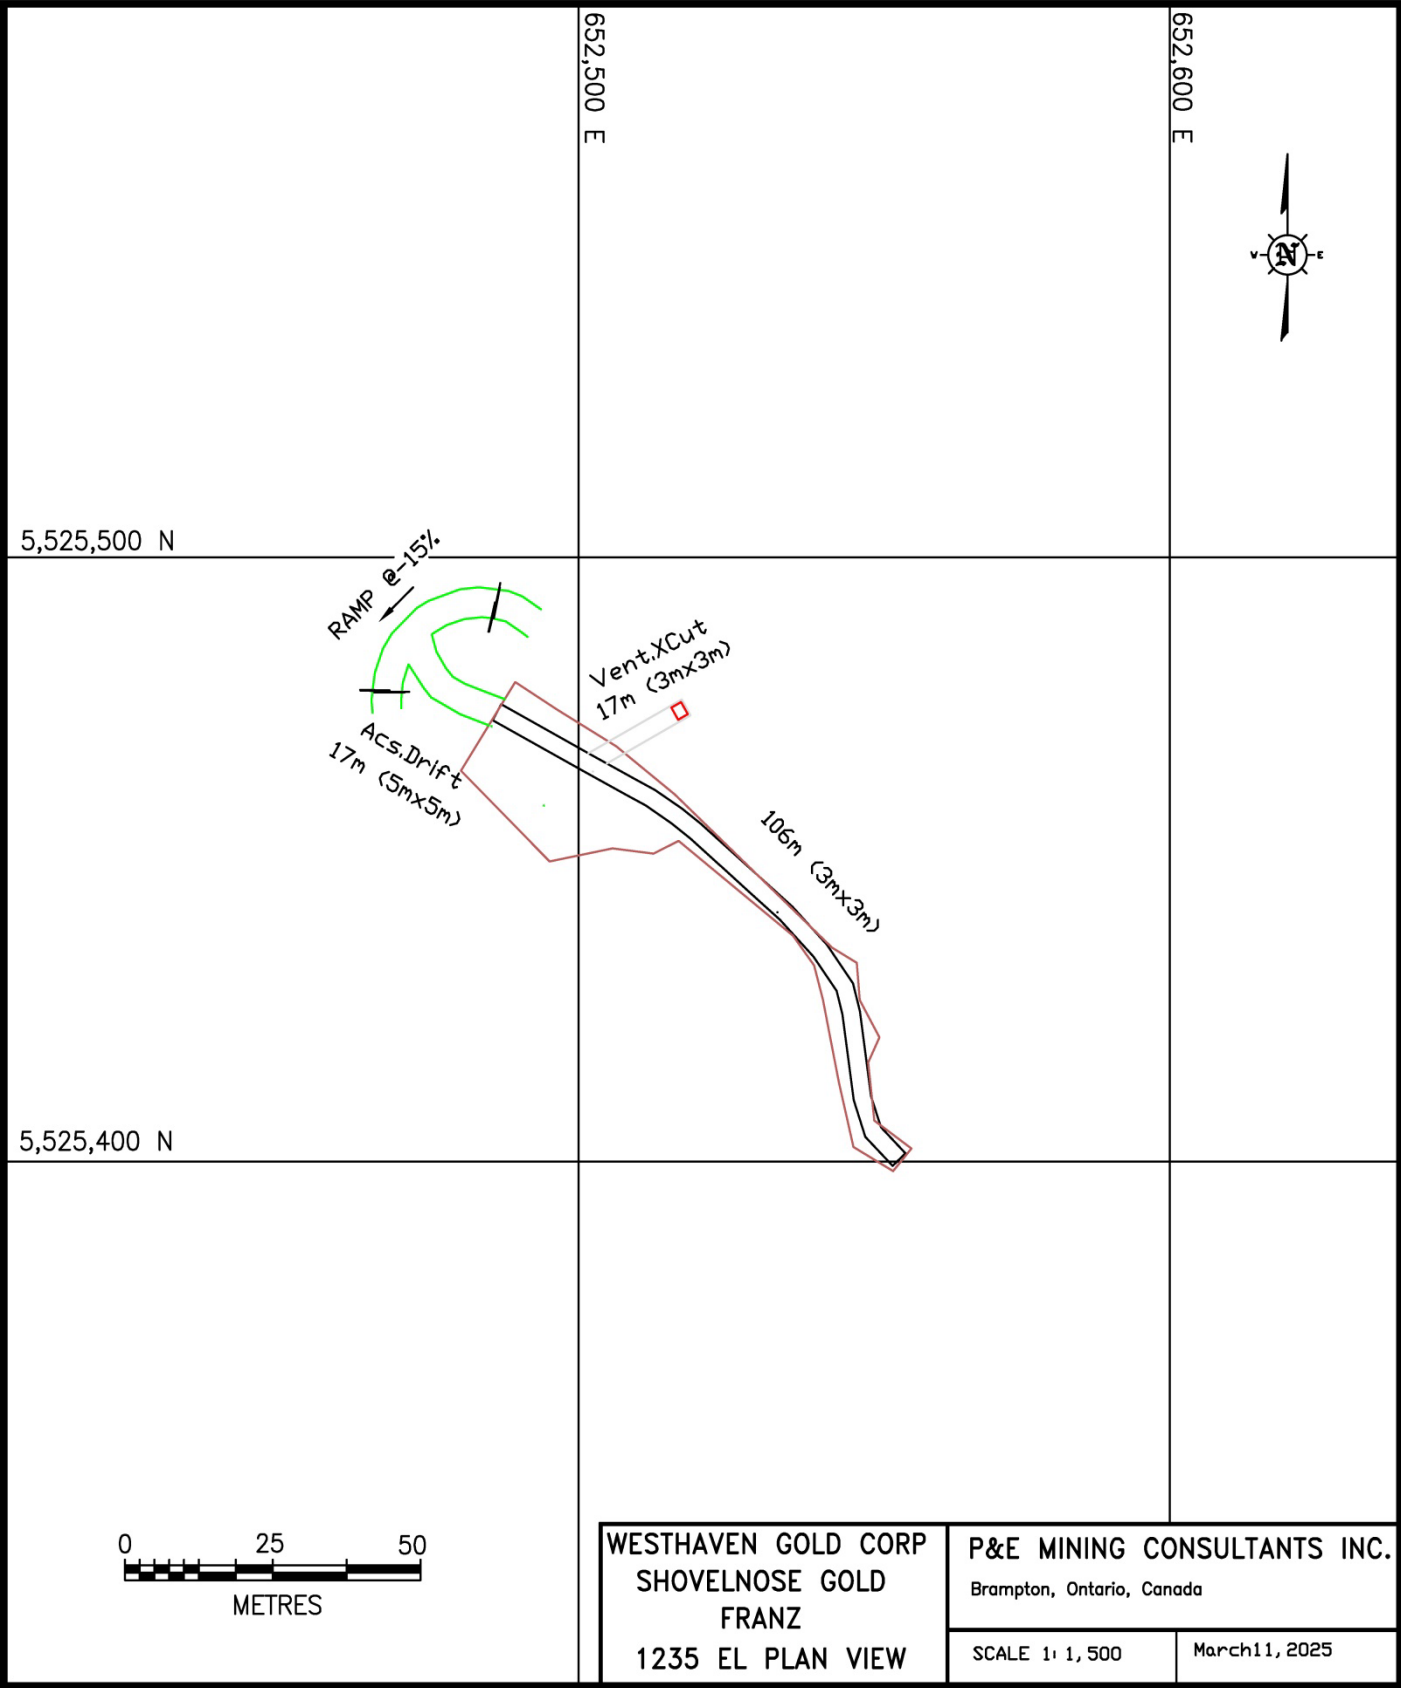 652,500 E
652,600 E
W N E
5,525,500 N
RAMP @-15%
Vent.XCut
17m (3mx3m)
Acs.Drift
17m (5mx5m)
106m (3mx3m)
5,525,400 N
0 25 50
METRES
WESTHAVEN GOLD CORP
SHOVELNOSE GOLD
FRANZ
1235 EL PLAN VIEW
P&E MINING CONSULTANTS INC.
Brampton, Ontario, Canada
SCALE 1: 1,500
March11,2025